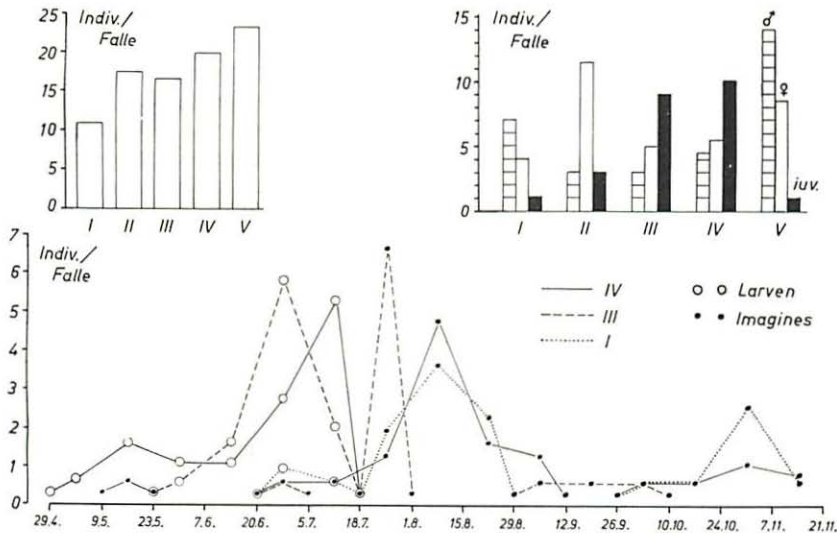 Indiv./
Falle
25
20
15
10
5
0
I II III IV V
Indiv./
Falle
15
10
5
0
♂
♀
iuv.
I II III IV V
Indiv./
Falle
7
6
5
4
3
2
1
0
IV
III
I
Larven
Imagines
29.4. 9.5. 23.5. 7.6. 20.6. 5.7. 18.7. 1.8. 15.8. 29.8. 12.9. 26.9. 10.10. 24.10. 7.11. 21.11.